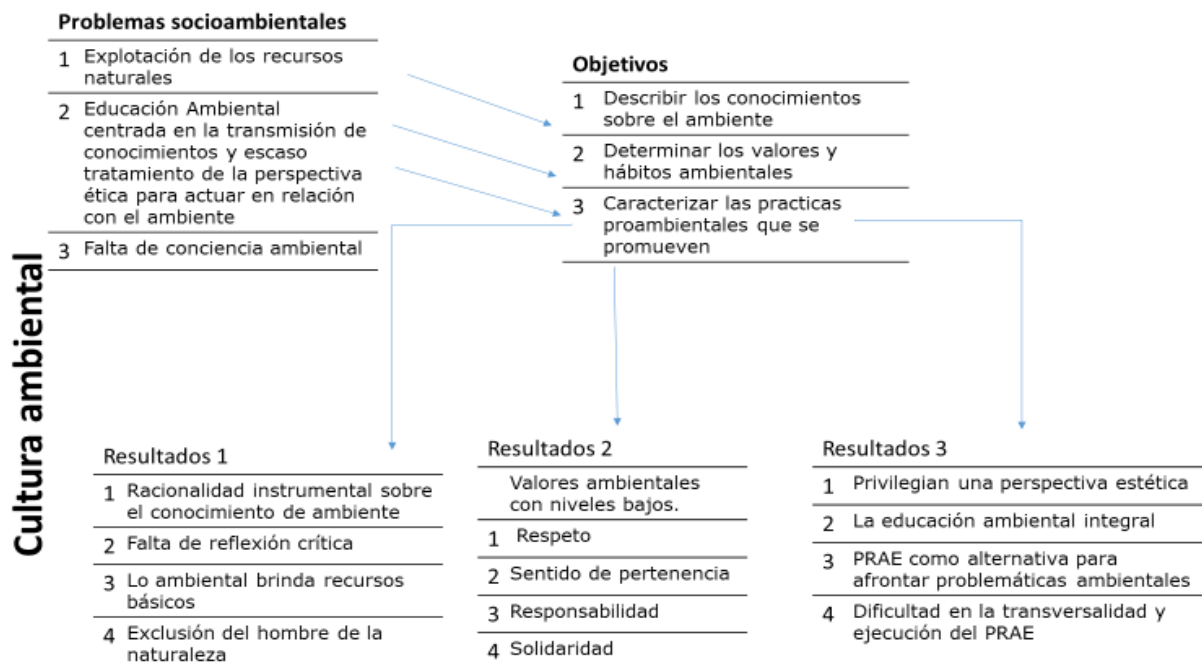 Problemas socioambientales
1 Explotación de los recursos
naturales
2 Educación Ambiental
centrada en la transmisión de
conocimientos y escaso
tratamiento de la perspectiva
ética para actuar en relación
con el ambiente
3 Falta de conciencia ambiental
Objetivos
1 Describir los conocimientos
sobre el ambiente
2 Determinar los valores y
hábitos ambientales
3 Caracterizar las practicas
proambientales que se
promueven
Cultura ambiental
Resultados 1
1 Racionalidad instrumental sobre
el conocimiento de ambiente
2 Falta de reflexión crítica
3 Lo ambiental brinda recursos
básicos
4 Exclusión del hombre de la
naturaleza
Resultados 2
Valores ambientales
con niveles bajos.
1 Respeto
2 Sentido de pertenencia
3 Responsabilidad
4 Solidaridad
Resultados 3
1 Privilegian una perspectiva estética
2 La educación ambiental integral
3 PRAE como alternativa para
afrontar problemáticas ambientales
4 Dificultad en la transversalidad y
ejecución del PRAE